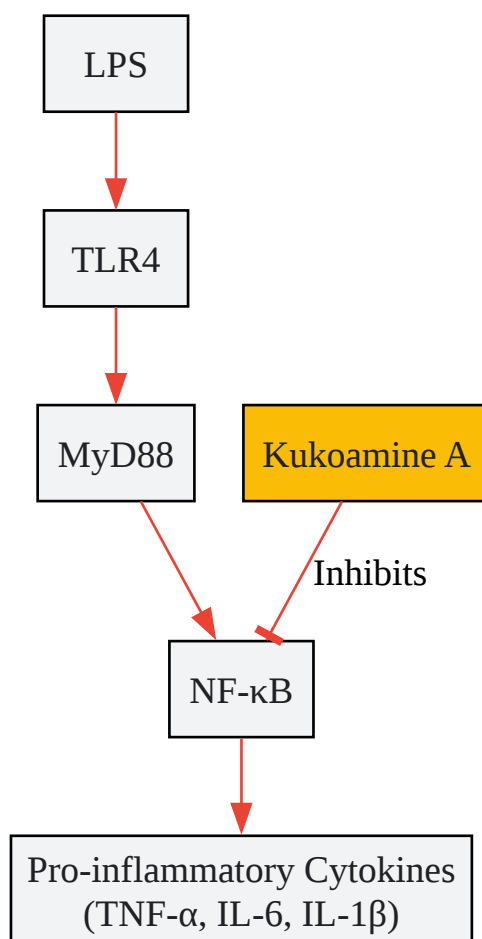 LPS
TLR4
MyD88
Kukoamine A
Inhibits
NF-κB
Pro-inflammatory Cytokines
(TNF-α, IL-6, IL-1β)